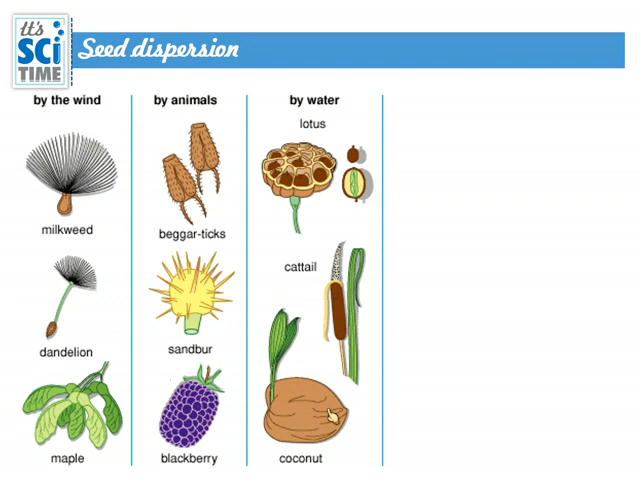 It's
SCi
TIME
Seed dispersion
by the wind
by animals
by water
milkweed
dandelion
maple
beggar-ticks
sandbur
blackberry
lotus
cattail
coconut